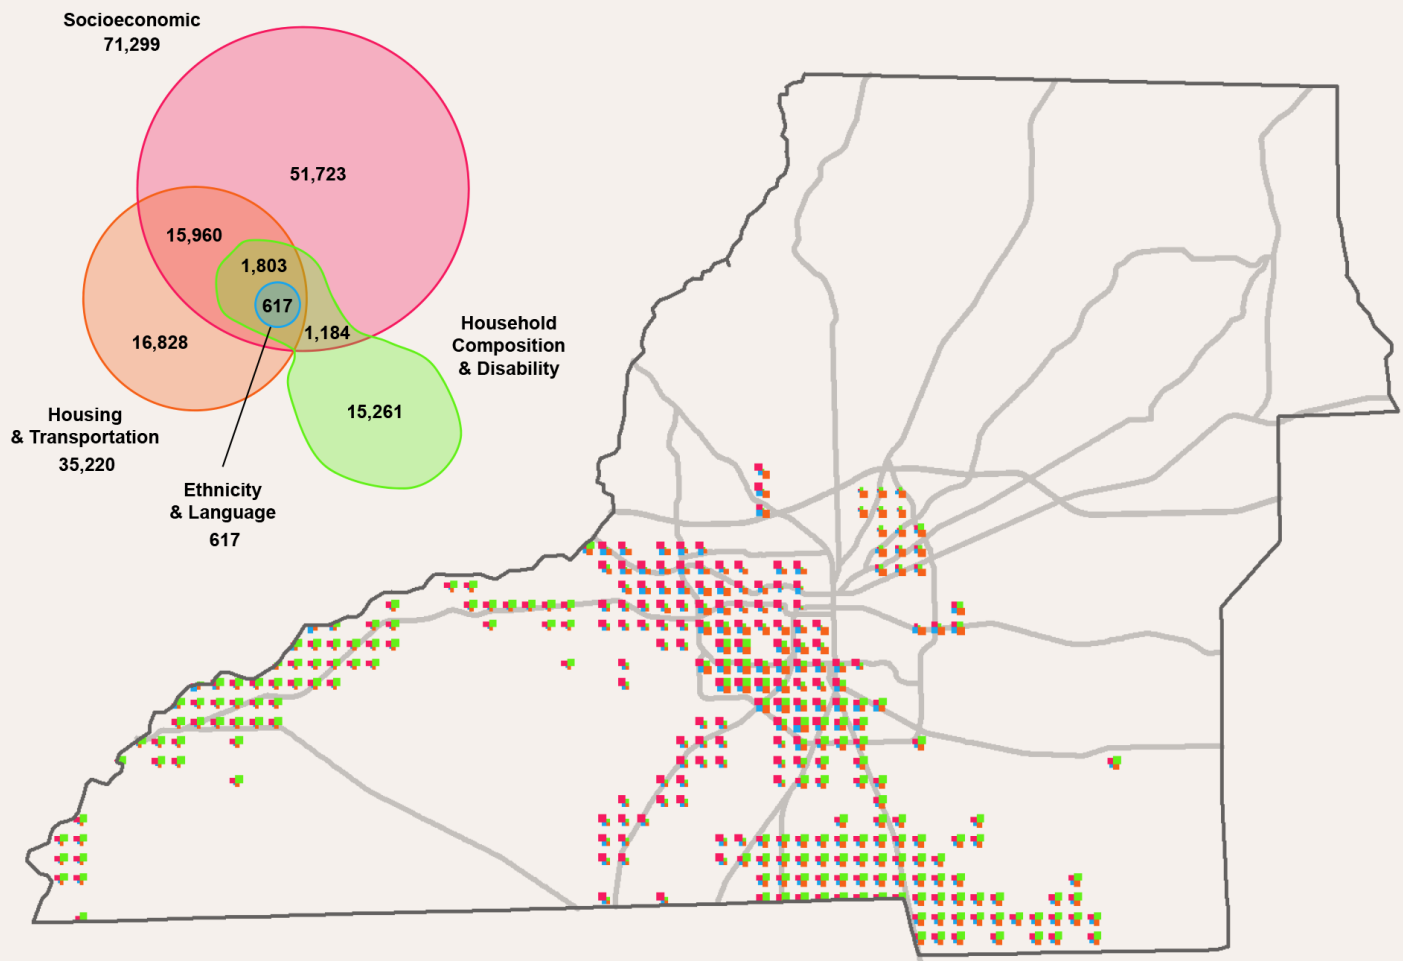 Socioeconomic
71,299
51,723
15,960
1,803
617
1,184
16,828
Household
Composition
& Disability
15,261
Housing
& Transportation
35,220
Ethnicity
& Language
617